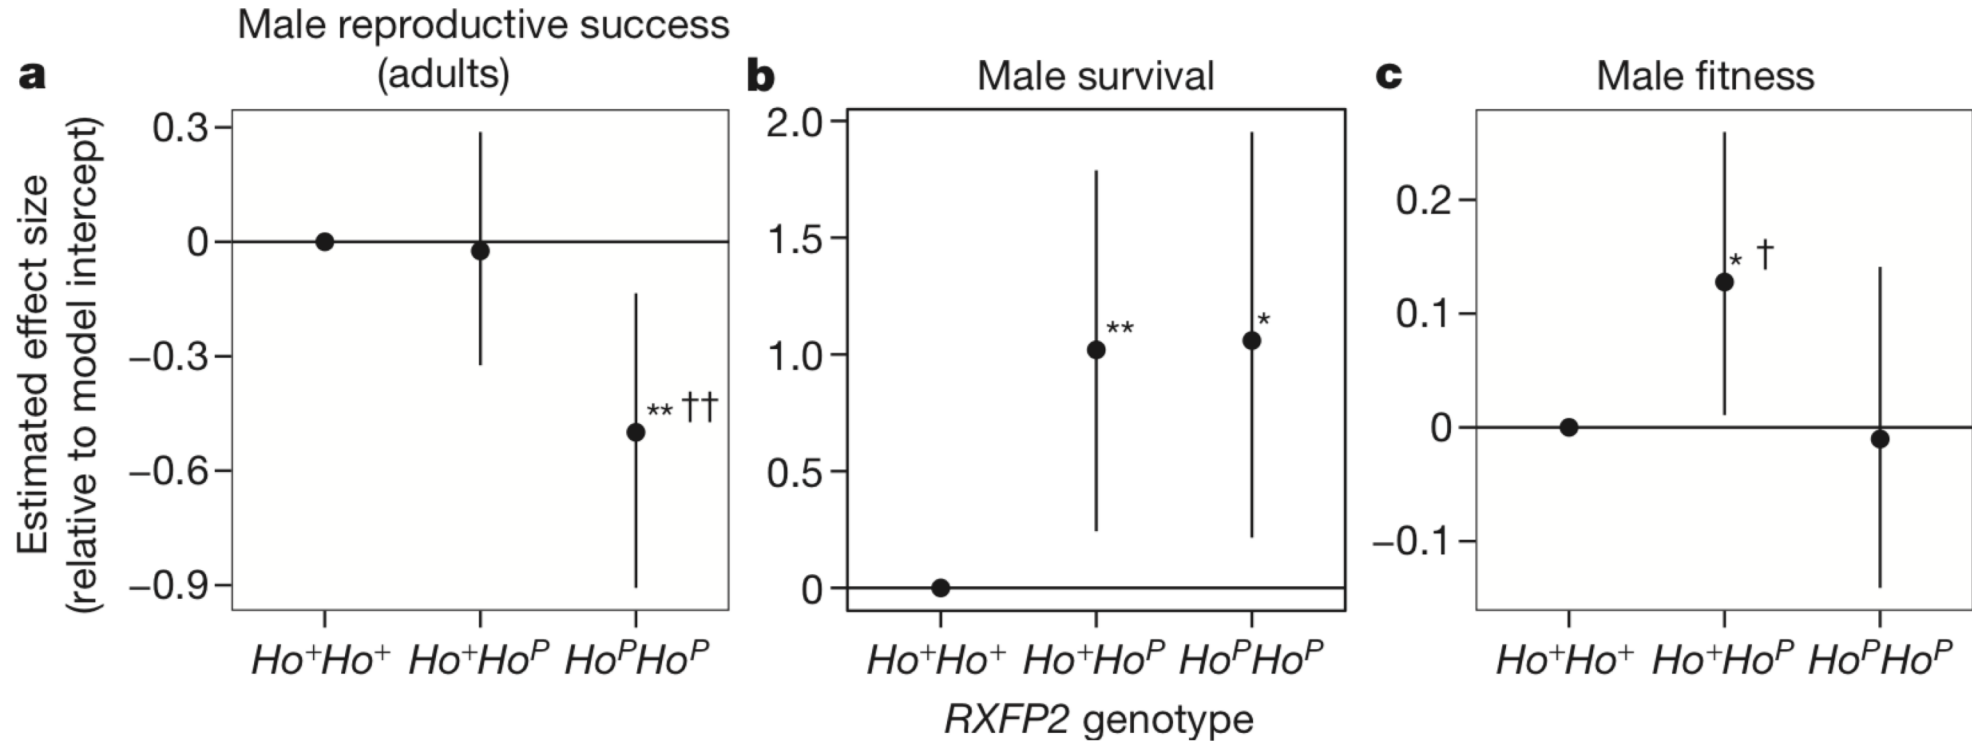 a
Male reproductive success
(adults)
Estimated effect size
(relative to model intercept)
0.3
0
−0.3
−0.6
−0.9
** ††
Ho⁺Ho⁺ Ho⁺Hoᴾ HoᴾHoᴾ
b
Male survival
2.0
1.5
1.0
0.5
0
**
*
Ho⁺Ho⁺ Ho⁺Hoᴾ HoᴾHoᴾ
RXFP2 genotype
c
Male fitness
0.2
0.1
0
−0.1
* †
Ho⁺Ho⁺ Ho⁺Hoᴾ HoᴾHoᴾ